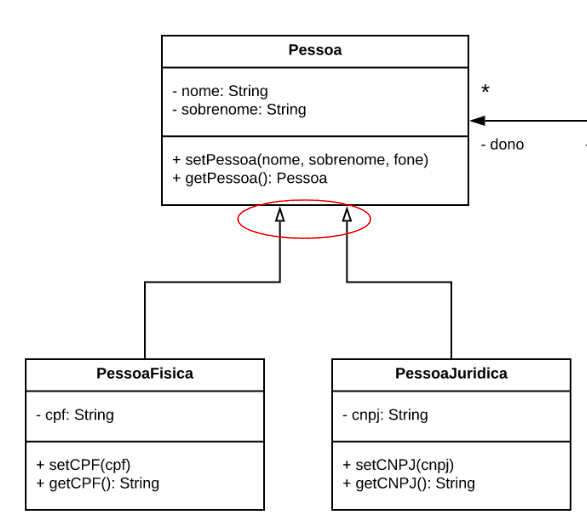 Pessoa
- nome: String
- sobrenome: String
*
- dono
-
+ setPessoa(nome, sobrenome, fone)
+ getPessoa(): Pessoa
PessoaFisica
- cpf: String
+ setCPF(cpf)
+ getCPF(): String
PessoaJuridica
- cnpj: String
+ setCNPJ(cnpj)
+ getCNPJ(): String